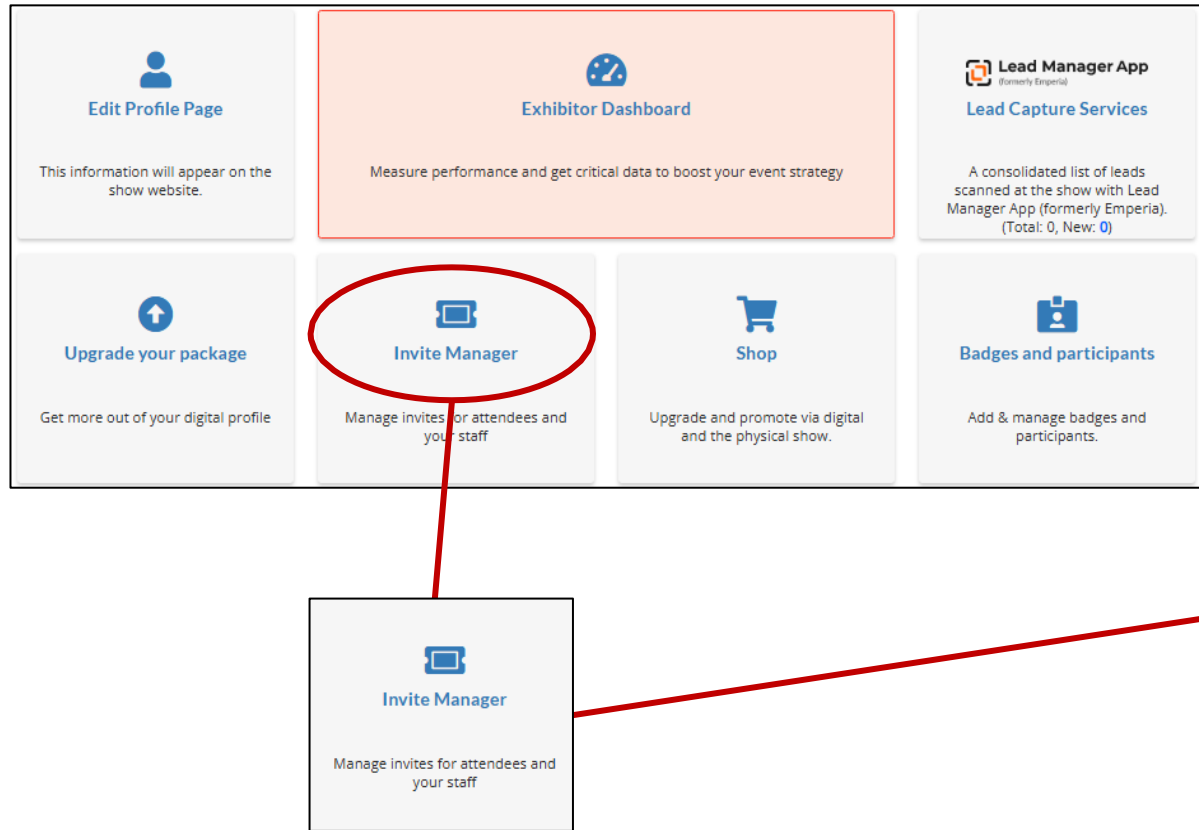 Edit Profile Page
This information will appear on the
show website.
Exhibitor Dashboard
Measure performance and get critical data to boost your event strategy
Lead Manager App
(formerly Emperia)
Lead Capture Services
A consolidated list of leads
scanned at the show with Lead
Manager App (formerly Emperia).
(Total: 0, New: 0)
Upgrade your package
Get more out of your digital profile
Invite Manager
Manage invites for attendees and
your staff
Shop
Upgrade and promote via digital
and the physical show.
Badges and participants
Add & manage badges and
participants.
Invite Manager
Manage invites for attendees and
your staff